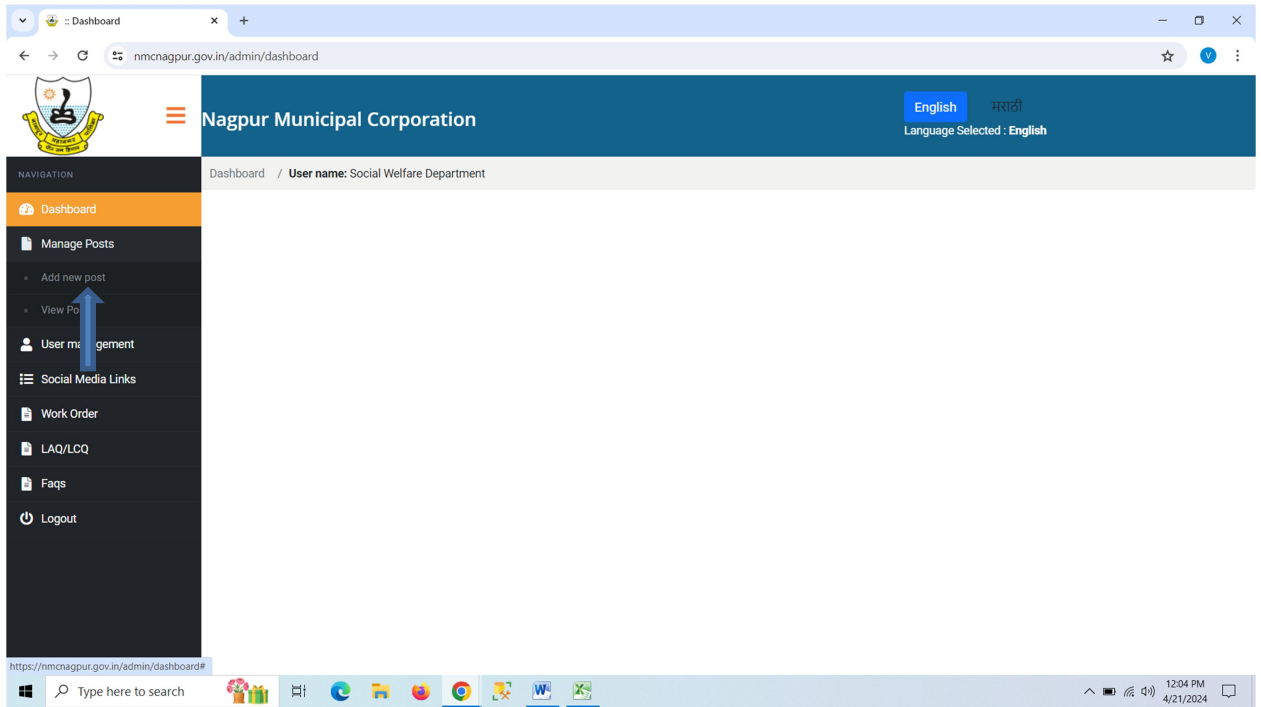 :: Dashboard
nmcnagpur.gov.in/admin/dashboard
V
Nagpur Municipal Corporation
English मराठी
Language Selected : English
NAVIGATION
Dashboard / User name: Social Welfare Department
Dashboard
Manage Posts
Add new post
View
User management
Social Media Links
Work Order
LAQ/LCQ
Faqs
Logout
https://nmcnagpur.gov.in/admin/dashboard#
Type here to search
12:04 PM
4/21/2024